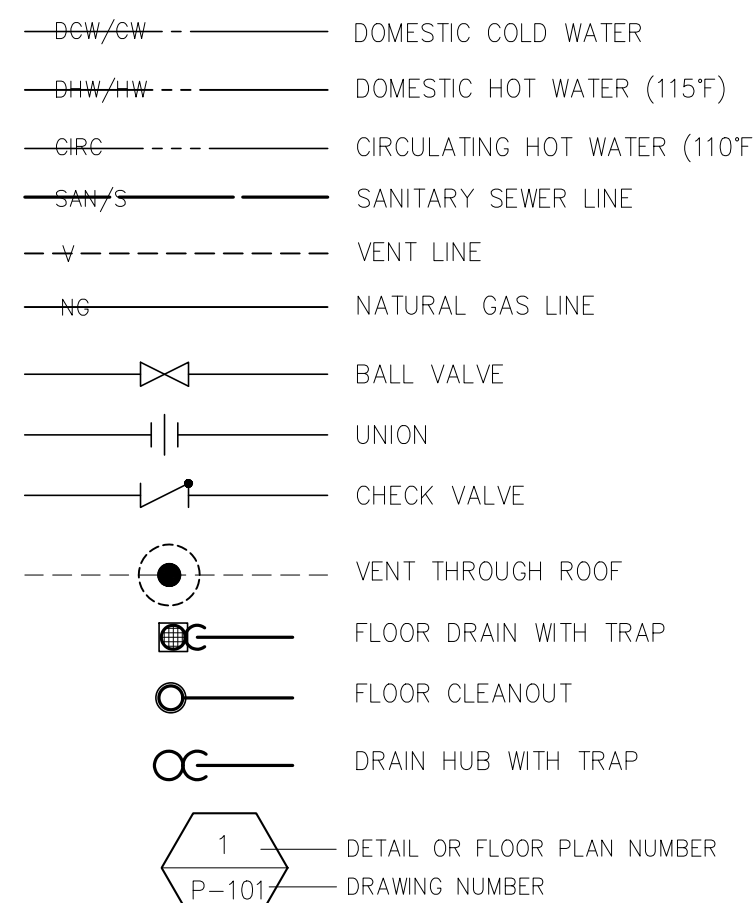 DCW/CW DOMESTIC COLD WATER
DHW/HW DOMESTIC HOT WATER (115°F)
CIRC CIRCULATING HOT WATER (110°F
SAN/S SANITARY SEWER LINE
V VENT LINE
NG NATURAL GAS LINE
BALL VALVE
UNION
CHECK VALVE
VENT THROUGH ROOF
FLOOR DRAIN WITH TRAP
FLOOR CLEANOUT
DRAIN HUB WITH TRAP
1 DETAIL OR FLOOR PLAN NUMBER
P-101 DRAWING NUMBER